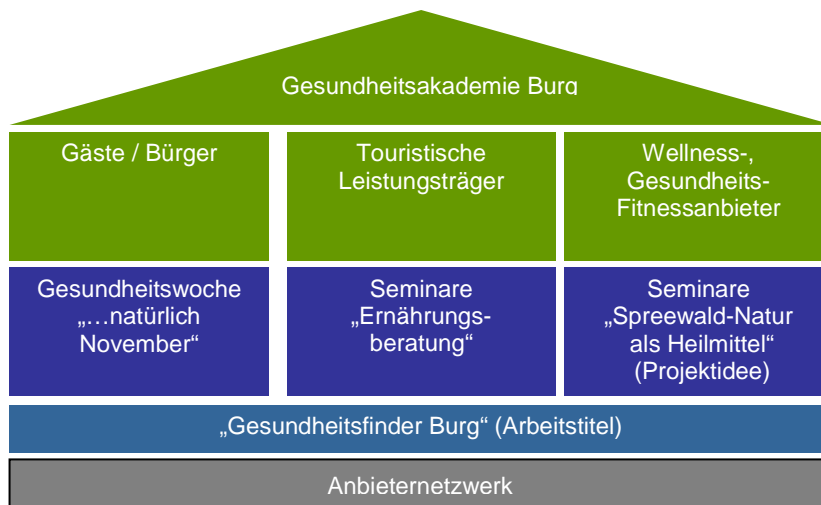 Gesundheitsakademie Burg
Gäste / Bürger
Touristische
Leistungsträger
Wellness-,
Gesundheits-
Fitnessanbieter
Gesundheitswoche
„…natürlich
November“
Seminare
„Ernährungs-
beratung“
Seminare
„Spreewald-Natur
als Heilmittel“
(Projektidee)
„Gesundheitsfinder Burg“ (Arbeitstitel)
Anbieternetzwerk